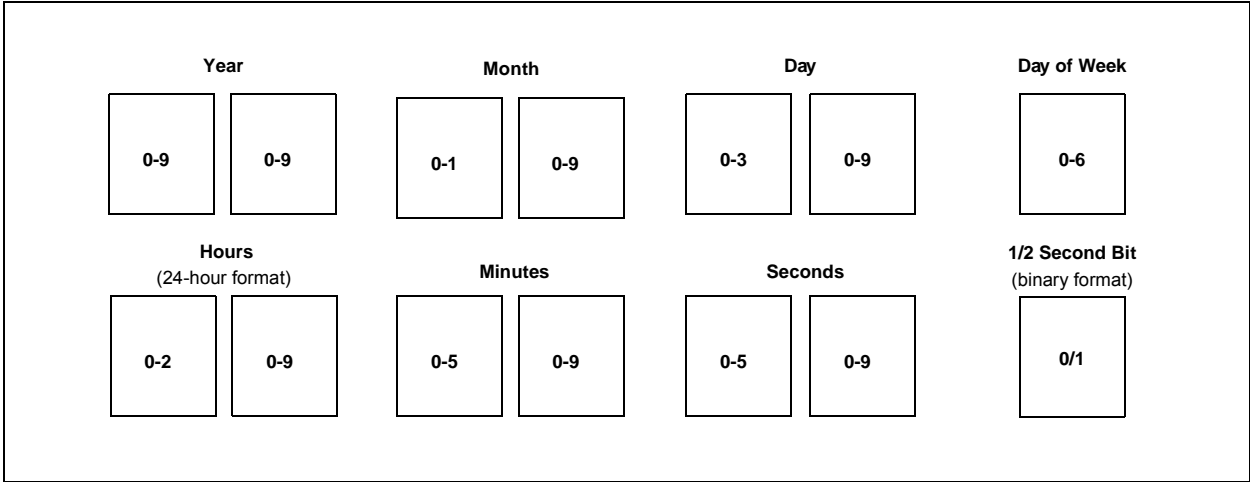 Year
Month
Day
Day of Week
0-9 0-9
0-1 0-9
0-3 0-9
0-6
Hours
(24-hour format)
Minutes
Seconds
1/2 Second Bit
(binary format)
0-2 0-9
0-5 0-9
0-5 0-9
0/1